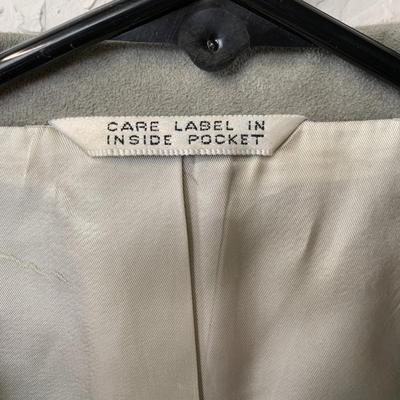 CARE LABEL IN
INSIDE POCKET